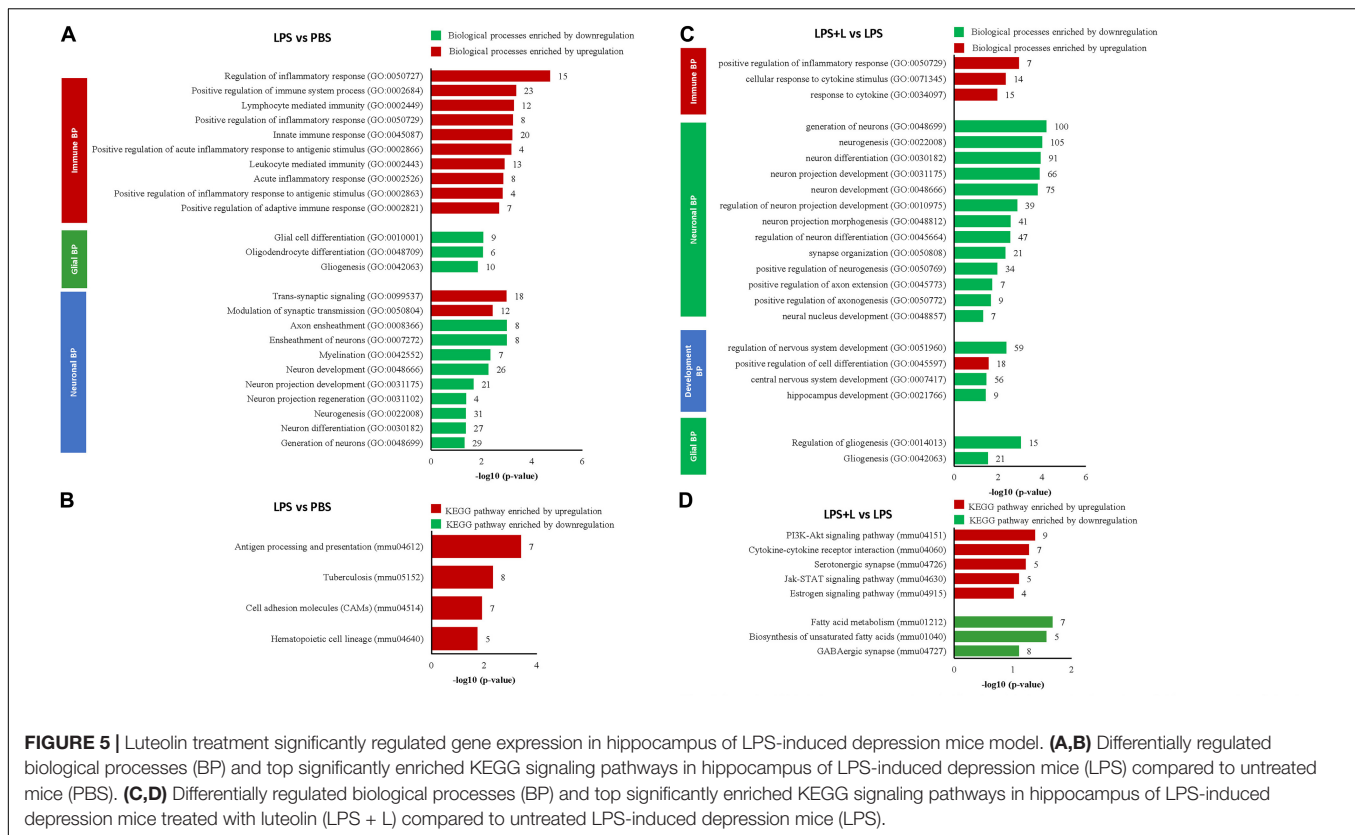 A
LPS vs PBS
Biological processes enriched by downregulation
Biological processes enriched by upregulation
Immune BP
Regulation of inflammatory response (GO:0050727) 15
Positive regulation of immune system process (GO:0002684) 23
Lymphocyte mediated immunity (GO:0002449) 12
Positive regulation of inflammatory response (GO:0050729) 8
Innate immune response (GO:0045087) 20
Positive regulation of acute inflammatory response to antigenic stimulus (GO:0002866) 4
Leukocyte mediated immunity (GO:0002443) 13
Acute inflammatory response (GO:0002526) 8
Positive regulation of inflammatory response to antigenic stimulus (GO:0002863) 4
Positive regulation of adaptive immune response (GO:0002821) 7
Glial BP
Glial cell differentiation (GO:0010001) 9
Oligodendrocyte differentiation (GO:0048709) 6
Gliogenesis (GO:0042063) 10
Neuronal BP
Trans-synaptic signaling (GO:0099537) 18
Modulation of synaptic transmission (GO:0050804) 12
Axon ensheathment (GO:0008366) 8
Ensheathment of neurons (GO:0007272) 8
Myelination (GO:0042552) 7
Neuron development (GO:0048666) 26
Neuron projection development (GO:0031175) 21
Neuron projection regeneration (GO:0031102) 4
Neurogenesis (GO:0022008) 31
Neuron differentiation (GO:0030182) 27
Generation of neurons (GO:0048699) 29
0 2 4 6
-log10 (p-value)
B
LPS vs PBS
KEGG pathway enriched by upregulation
KEGG pathway enriched by downregulation
Antigen processing and presentation (mmu04612) 7
Tuberculosis (mmu05152) 8
Cell adhesion molecules (CAMs) (mmu04514) 7
Hematopoietic cell lineage (mmu04640) 5
0 2 4
-log10 (p-value)
C
LPS+L vs LPS
Biological processes enriched by downregulation
Biological processes enriched by upregulation
Immune BP
positive regulation of inflammatory response (GO:0050729) 7
cellular response to cytokine stimulus (GO:0071345) 14
response to cytokine (GO:0034097) 15
Neuronal BP
generation of neurons (GO:0048699) 100
neurogenesis (GO:0022008) 105
neuron differentiation (GO:0030182) 91
neuron projection development (GO:0031175) 66
neuron development (GO:0048666) 75
regulation of neuron projection development (GO:0010975) 39
neuron projection morphogenesis (GO:0048812) 41
regulation of neuron differentiation (GO:0045664) 47
synapse organization (GO:0050808) 21
positive regulation of neurogenesis (GO:0050769) 34
positive regulation of axon extension (GO:0045773) 7
positive regulation of axonogenesis (GO:0050772) 9
neural nucleus development (GO:0048857) 7
Development BP
regulation of nervous system development (GO:0051960) 59
positive regulation of cell differentiation (GO:0045597) 18
central nervous system development (GO:0007417) 56
hippocampus development (GO:0021766) 9
Glial BP
Regulation of gliogenesis (GO:0014013) 15
Gliogenesis (GO:0042063) 21
0 2 4 6
-log10 (p-value)
D
LPS+L vs LPS
KEGG pathway enriched by upregulation
KEGG pathway enriched by downregulation
PI3K-Akt signaling pathway (mmu04151) 9
Cytokine-cytokine receptor interaction (mmu04060) 7
Serotonergic synapse (mmu04726) 5
Jak-STAT signaling pathway (mmu04630) 5
Estrogen signaling pathway (mmu04915) 4
Fatty acid metabolism (mmu01212) 7
Biosynthesis of unsaturated fatty acids (mmu01040) 5
GABAergic synapse (mmu04727) 8
0 1 2
-log10 (p-value)
FIGURE 5 | Luteolin treatment significantly regulated gene expression in hippocampus of LPS-induced depression mice model. (A,B) Differentially regulated
biological processes (BP) and top significantly enriched KEGG signaling pathways in hippocampus of LPS-induced depression mice (LPS) compared to untreated
mice (PBS). (C,D) Differentially regulated biological processes (BP) and top significantly enriched KEGG signaling pathways in hippocampus of LPS-induced
depression mice treated with luteolin (LPS + L) compared to untreated LPS-induced depression mice (LPS).